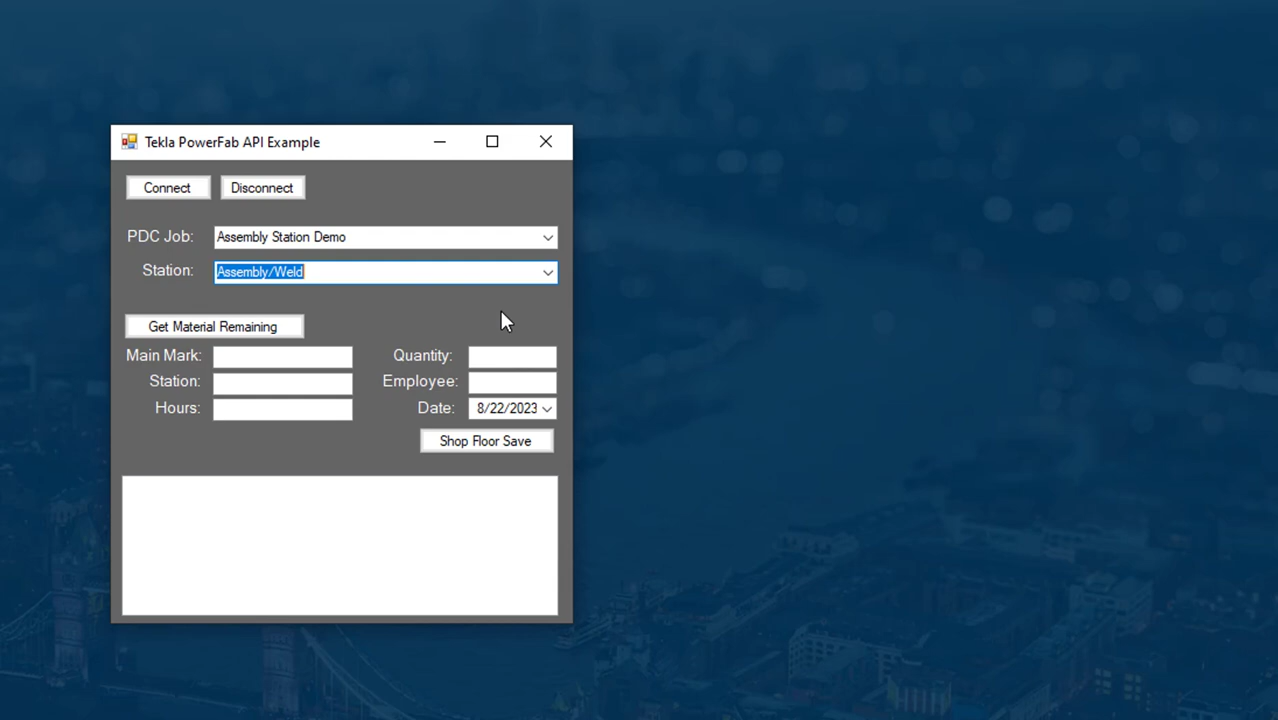 Tekla PowerFab API Example
Connect Disconnect
PDC Job: Assembly Station Demo
Station: Assembly/Weld
Get Material Remaining
Main Mark: Quantity:
Station: Employee:
Hours: Date: 8/22/2023
Shop Floor Save